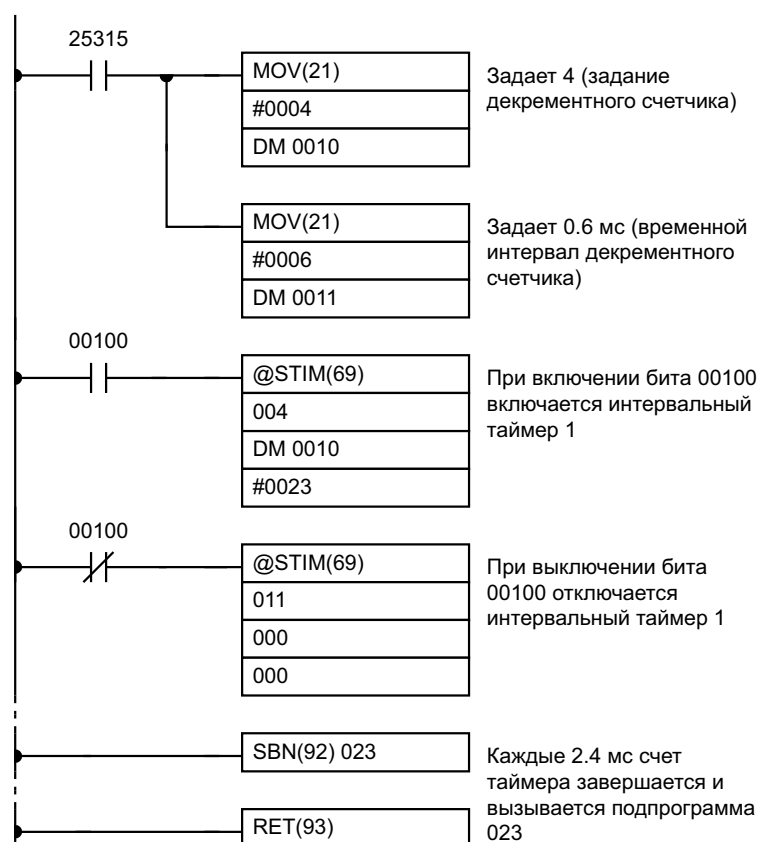 25315
MOV(21)
#0004
DM 0010
Задает 4 (задание
декрементного счетчика)
MOV(21)
#0006
DM 0011
Задает 0.6 мс (временной
интервал декрементного
счетчика)
00100
@STIM(69)
004
DM 0010
#0023
При включении бита 00100
включается интервальный
таймер 1
00100
@STIM(69)
011
000
000
При выключении бита
00100 отключается
интервальный таймер 1
SBN(92) 023
Каждые 2.4 мс счет
таймера завершается и
вызывается подпрограмма
023
RET(93)